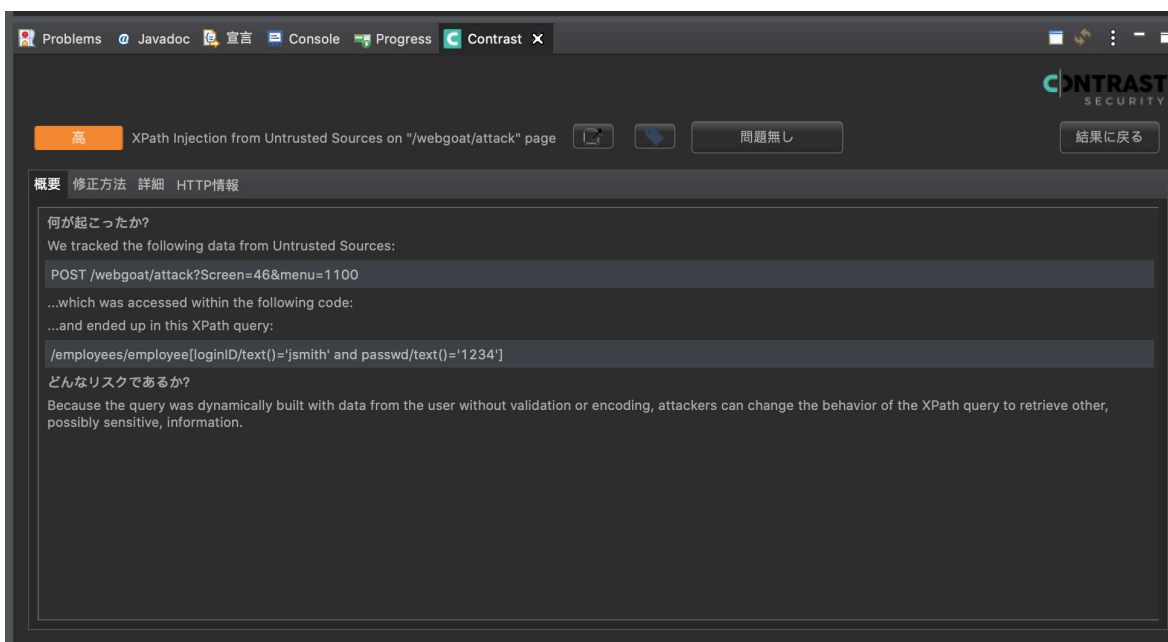 Problems @ Javadoc 宣言 Console Progress Contrast X
CONTRAST
SECURITY
高 XPath Injection from Untrusted Sources on "/webgoat/attack" page 問題無し 結果に戻る
概要 修正方法 詳細 HTTP情報
何が起こったか?
We tracked the following data from Untrusted Sources:
POST /webgoat/attack?Screen=46&menu=1100
...which was accessed within the following code:
...and ended up in this XPath query:
/employees/employee[loginID/text()='jsmith' and passwd/text()='1234']
どんなリスクであるか?
Because the query was dynamically built with data from the user without validation or encoding, attackers can change the behavior of the XPath query to retrieve other,
possibly sensitive, information.